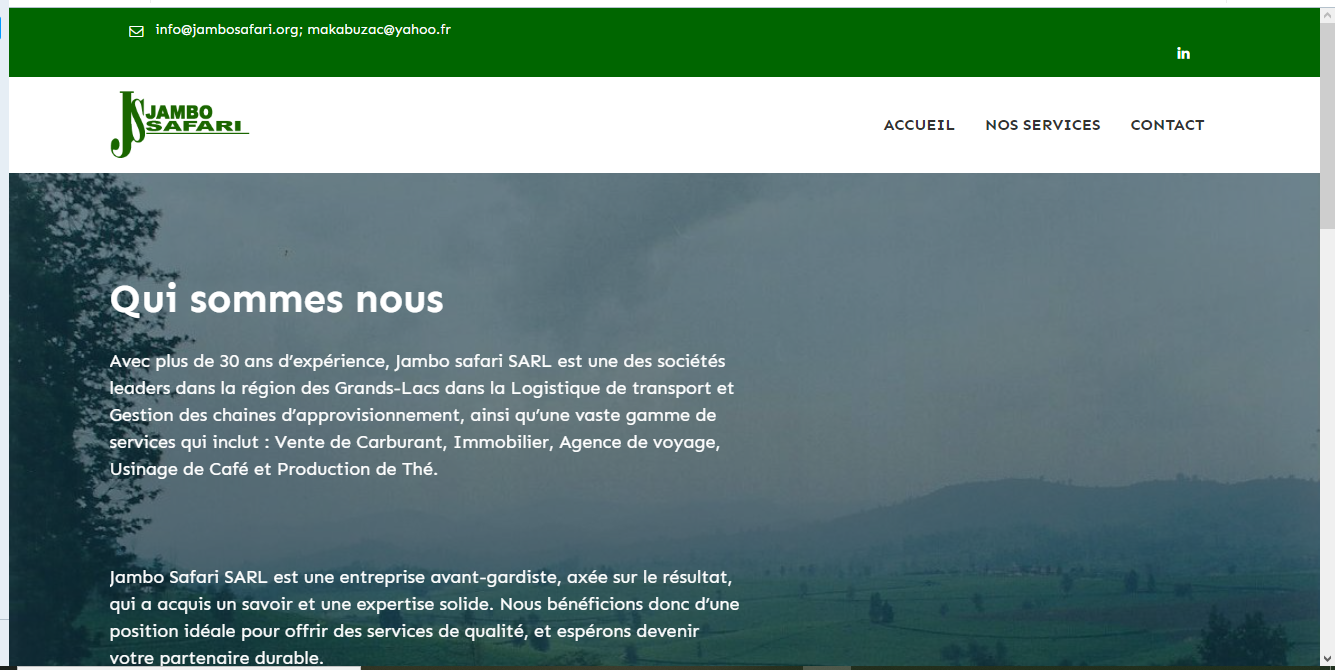 info@jambosafari.org; makabuzac@yahoo.fr
in
JS JAMBO
SAFARI
ACCUEIL NOS SERVICES CONTACT
Qui sommes nous
Avec plus de 30 ans d’expérience, Jambo safari SARL est une des sociétés
leaders dans la région des Grands-Lacs dans la Logistique de transport et
Gestion des chaines d’approvisionnement, ainsi qu’une vaste gamme de
services qui inclut : Vente de Carburant, Immobilier, Agence de voyage,
Usinage de Café et Production de Thé.
Jambo Safari SARL est une entreprise avant-gardiste, axée sur le résultat,
qui a acquis un savoir et une expertise solide. Nous bénéficions donc d’une
position idéale pour offrir des services de qualité, et espérons devenir
votre partenaire durable.